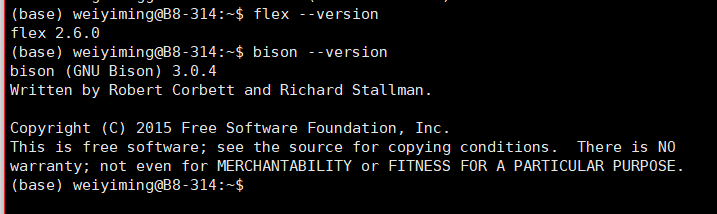 (base) weiyiming@B8-314:~$ flex --version
flex 2.6.0
(base) weiyiming@B8-314:~$ bison --version
bison (GNU Bison) 3.0.4
Written by Robert Corbett and Richard Stallman.
Copyright (C) 2015 Free Software Foundation, Inc.
This is free software; see the source for copying conditions.  There is NO
warranty; not even for MERCHANTABILITY or FITNESS FOR A PARTICULAR PURPOSE.
(base) weiyiming@B8-314:~$